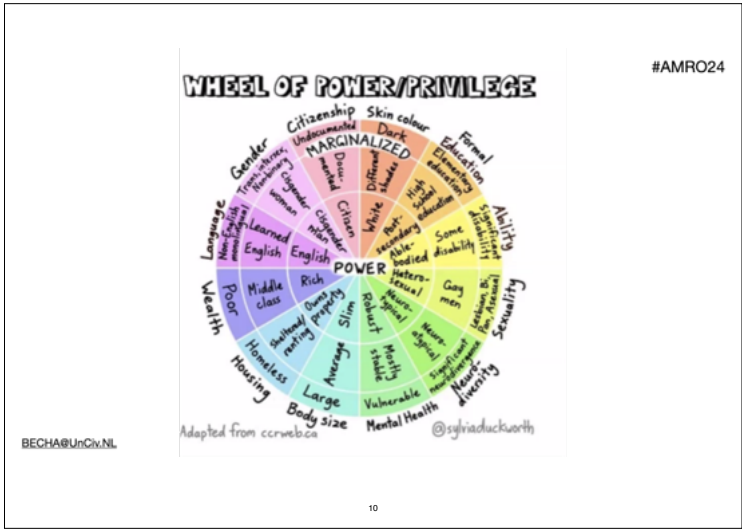 #AMRO24
WHEEL OF POWER/PRIVILEGE
Citizenship
Undocumented
Documented
Citizen
Skin colour
Dark
Different shades
White
Formal Education
Elementary education
High school education
Post-secondary
Ability
Significant disability
Some disability
Able-bodied
Sexuality
Lesbian, Bi, Pan, Asexual
Gay men
Heterosexual
Neurodiversity
Significant neurodivergence
Neuroatypical
Neurotypical
Mental Health
Vulnerable
Mostly stable
Robust
Body size
Large
Average
Slim
Housing
Homeless
Sheltered/renting
Owns property
Wealth
Poor
Middle class
Rich
Language
Non-English monolingual
Learned English
English
Gender
Trans, intersex, Nonbinary
Cisgender woman
Cisgender man
MARGINALIZED
POWER
Adapted from ccrweb.ca
@sylviaduckworth
BECHA@UnCiv.NL
10